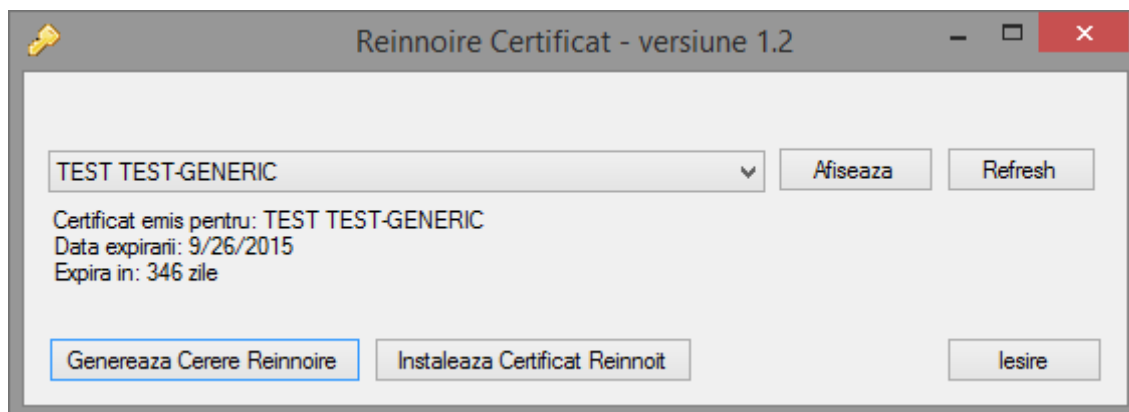 Reinnoire Certificat - versiune 1.2
TEST TEST-GENERIC Afiseaza Refresh
Certificat emis pentru: TEST TEST-GENERIC
Data expirarii: 9/26/2015
Expira in: 346 zile
Genereaza Cerere Reinnoire Instaleaza Certificat Reinnoit Iesire